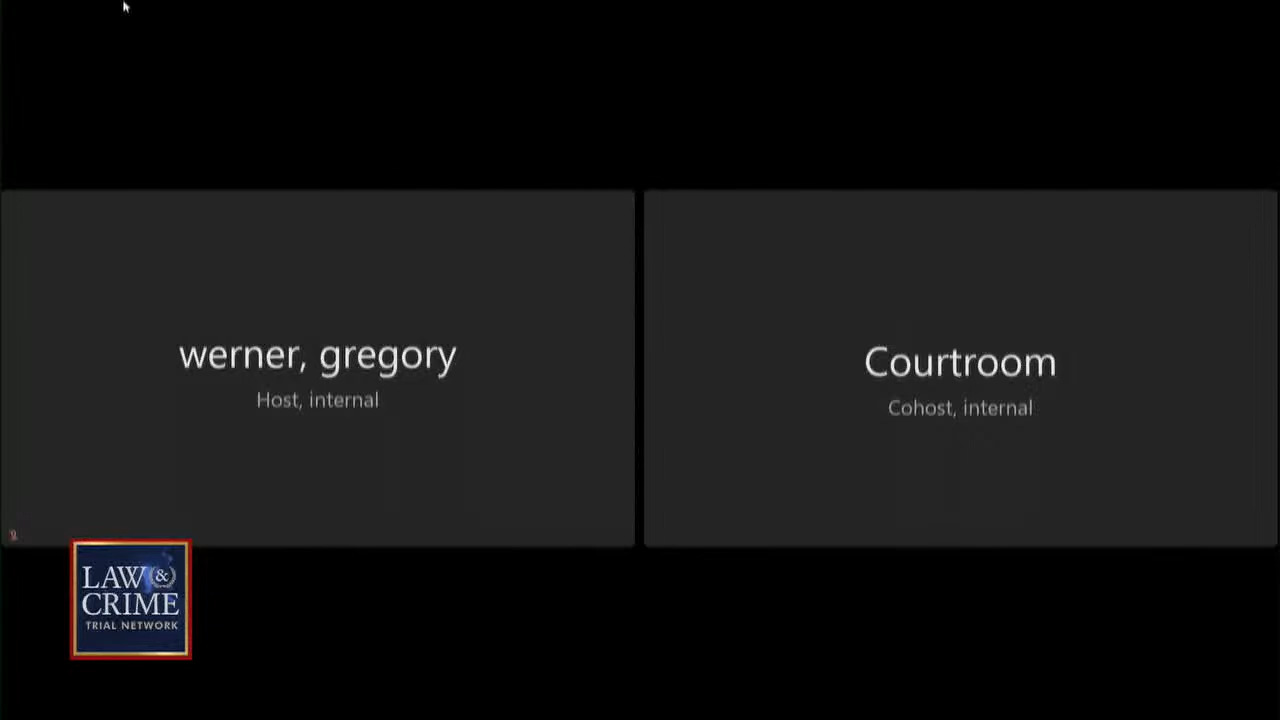 werner, gregory
Host, internal
Courtroom
Cohost, internal
LAW &
CRIME
TRIAL NETWORK